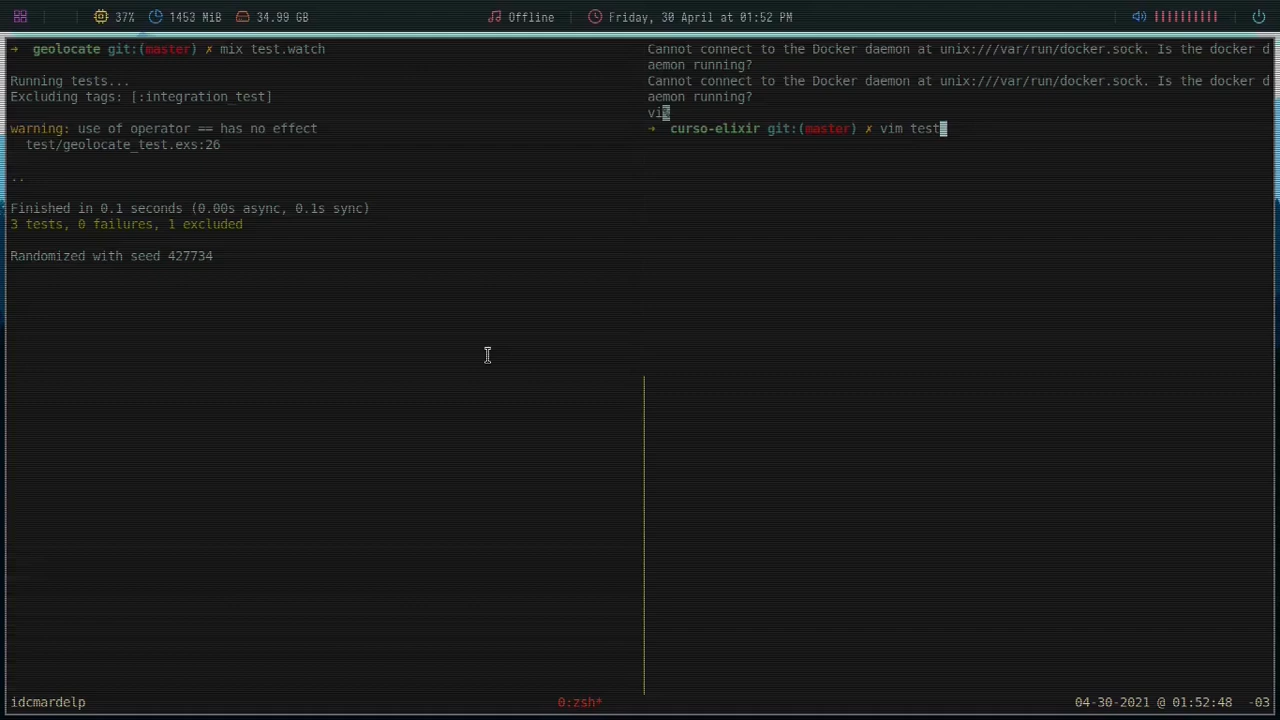 37% 1453 MiB 34.99 GB Offline Friday, 30 April at 01:52 PM
→ geolocate git:(master) ✗ mix test.watch
Running tests...
Excluding tags: [:integration_test]
warning: use of operator == has no effect
test/geolocate_test.exs:26
..
Finished in 0.1 seconds (0.00s async, 0.1s sync)
3 tests, 0 failures, 1 excluded
Randomized with seed 427734
Cannot connect to the Docker daemon at unix:///var/run/docker.sock. Is the docker d
aemon running?
Cannot connect to the Docker daemon at unix:///var/run/docker.sock. Is the docker d
aemon running?
vi
→ curso-elixir git:(master) ✗ vim test
idcmardelp 0:zsh* 04-30-2021 @ 01:52:48 -03